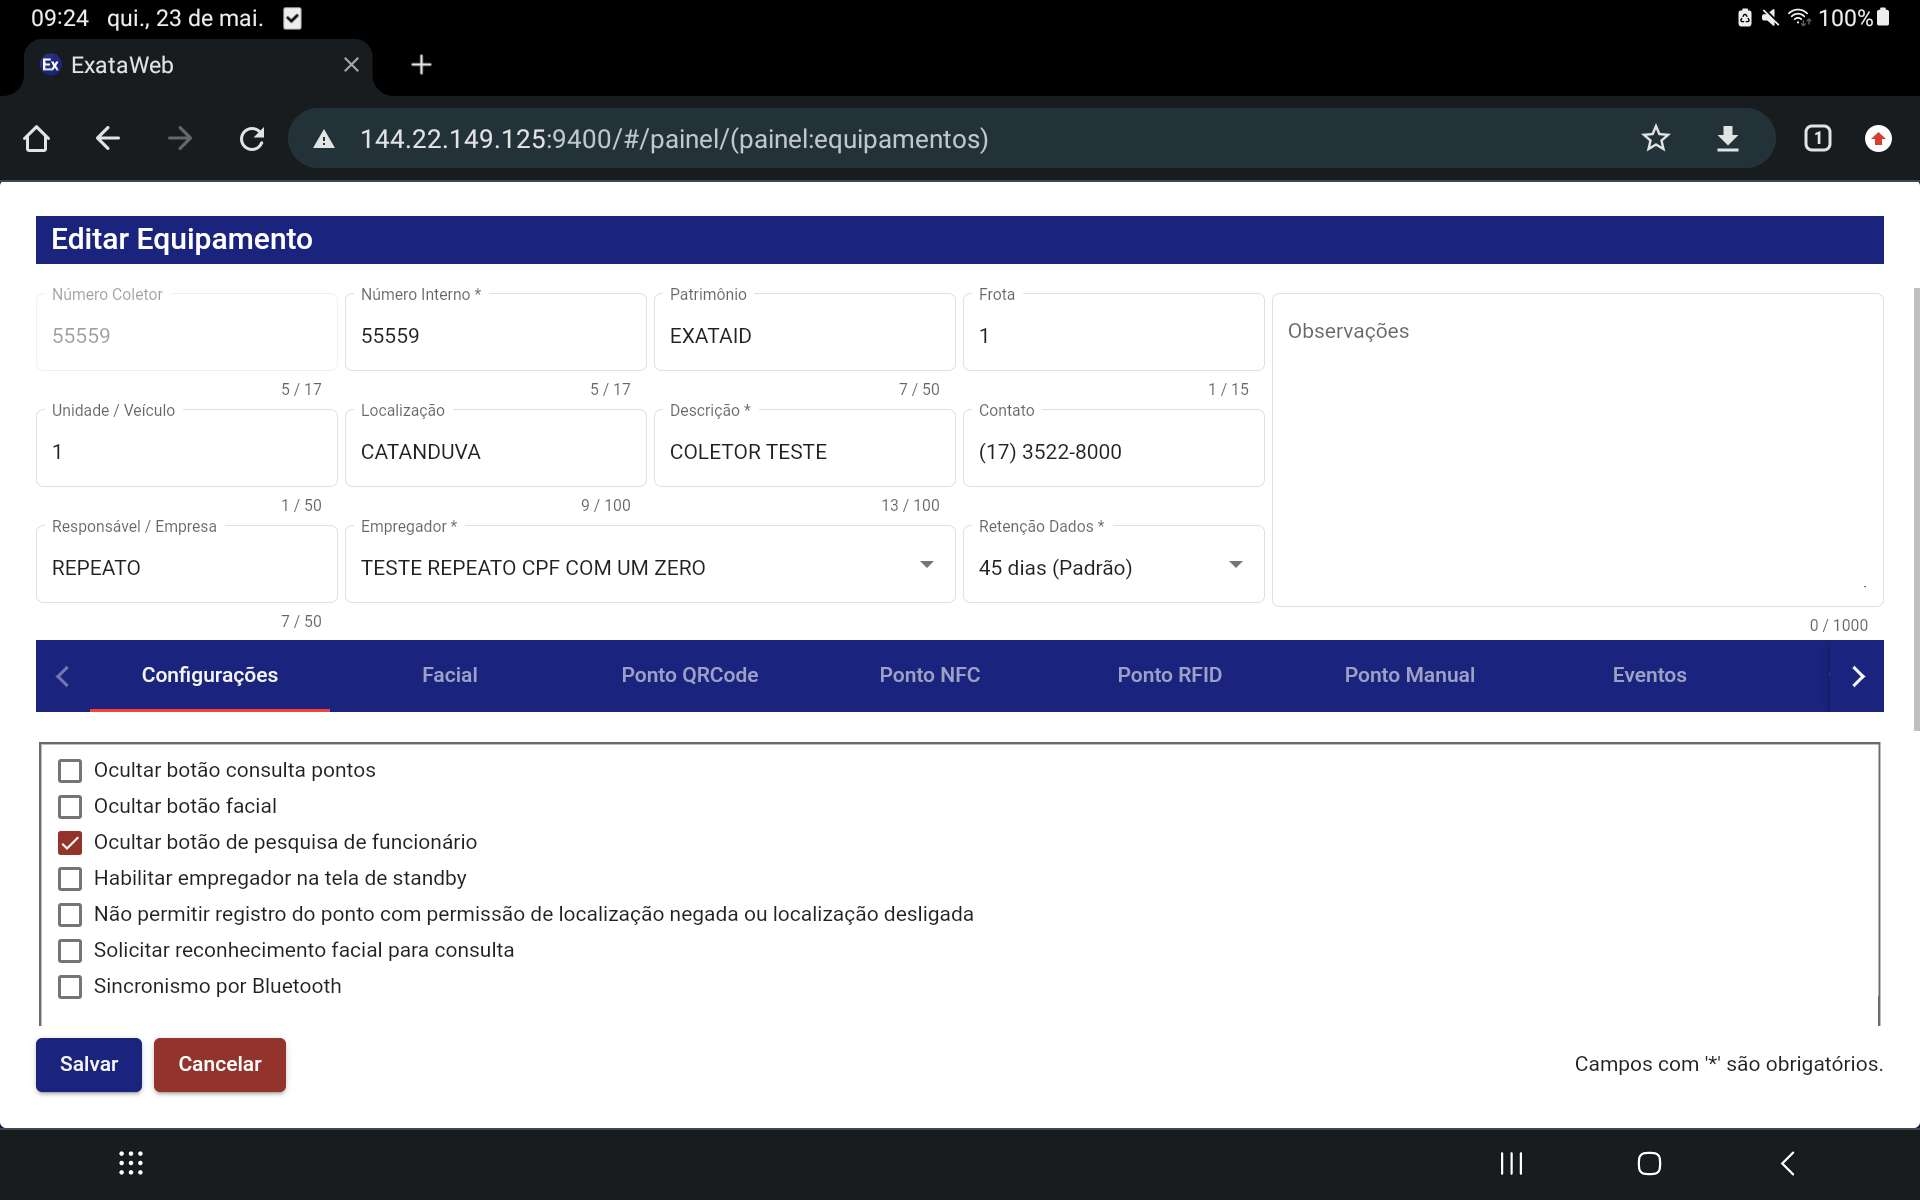 09:24 qui., 23 de mai.
100%
Ex ExataWeb
144.22.149.125:9400/#/painel/(painel:equipamentos)
1
Editar Equipamento
Número Coletor
55559
5 / 17
Número Interno *
55559
5 / 17
Patrimônio
EXATAID
7 / 50
Frota
1
1 / 15
Observações
0 / 1000
Unidade / Veículo
1
1 / 50
Localização
CATANDUVA
9 / 100
Descrição *
COLETOR TESTE
13 / 100
Contato
(17) 3522-8000
Responsável / Empresa
REPEATO
7 / 50
Empregador *
TESTE REPEATO CPF COM UM ZERO
Retenção Dados *
45 dias (Padrão)
Configurações Facial Ponto QRCode Ponto NFC Ponto RFID Ponto Manual Eventos
Ocultar botão consulta pontos
Ocultar botão facial
Ocultar botão de pesquisa de funcionário
Habilitar empregador na tela de standby
Não permitir registro do ponto com permissão de localização negada ou localização desligada
Solicitar reconhecimento facial para consulta
Sincronismo por Bluetooth
Salvar Cancelar
Campos com '*' são obrigatórios.